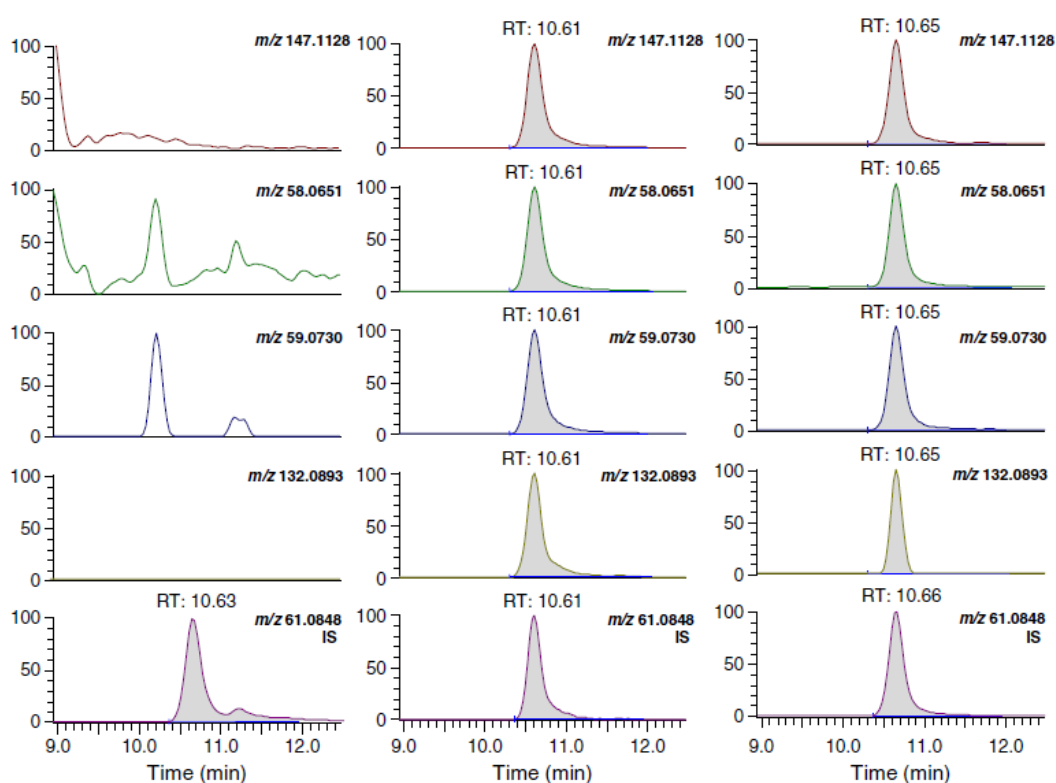 RT: 10.61
RT: 10.65
100
50
0
m/z 147.1128
100
50
0
m/z 147.1128
100
50
0
m/z 147.1128
RT: 10.61
RT: 10.65
100
50
0
m/z 58.0651
100
50
0
m/z 58.0651
100
50
0
m/z 58.0651
RT: 10.61
RT: 10.65
100
50
0
m/z 59.0730
100
50
0
m/z 59.0730
100
50
0
m/z 59.0730
RT: 10.61
RT: 10.65
100
50
0
m/z 132.0893
100
50
0
m/z 132.0893
100
50
0
m/z 132.0893
RT: 10.63
RT: 10.61
RT: 10.66
100
50
0
m/z 61.0848
IS
100
50
0
m/z 61.0848
IS
100
50
0
m/z 61.0848
IS
9.0 10.0 11.0 12.0
9.0 10.0 11.0 12.0
9.0 10.0 11.0 12.0
Time (min)
Time (min)
Time (min)